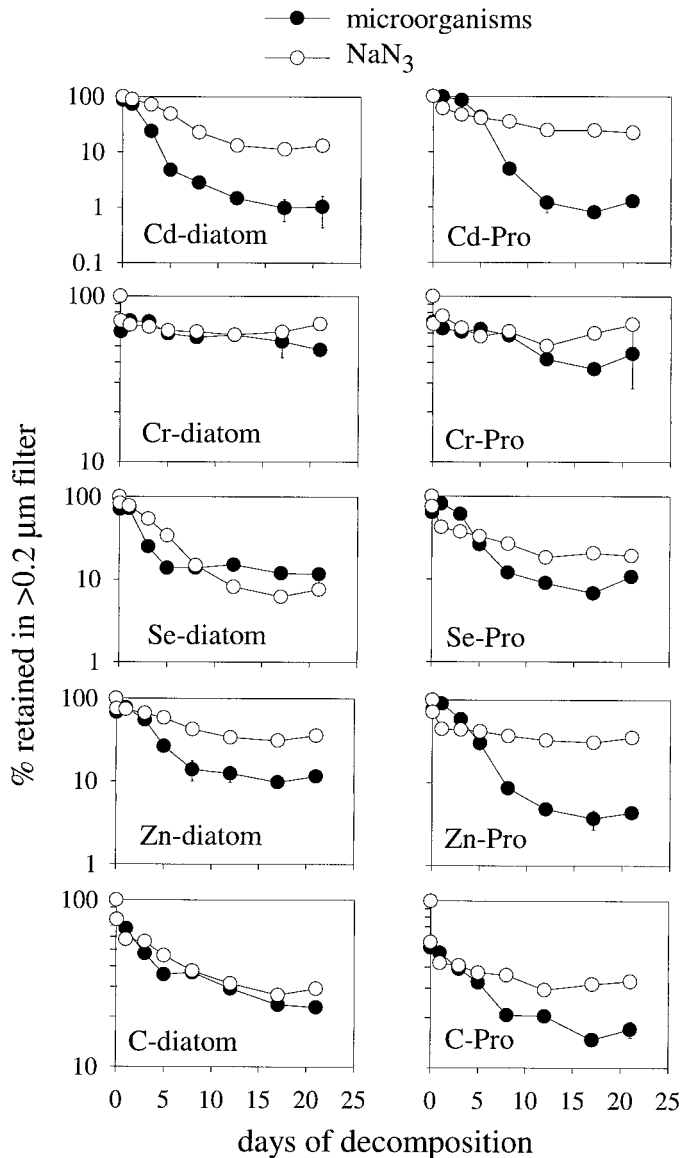 microorganisms
NaN3
% retained in >0.2 µm filter
100
10
1
0.1
Cd-diatom
Cd-Pro
100
10
Cr-diatom
Cr-Pro
100
10
1
Se-diatom
Se-Pro
100
10
1
Zn-diatom
Zn-Pro
100
10
C-diatom
C-Pro
0 5 10 15 20 25
0 5 10 15 20 25
days of decomposition